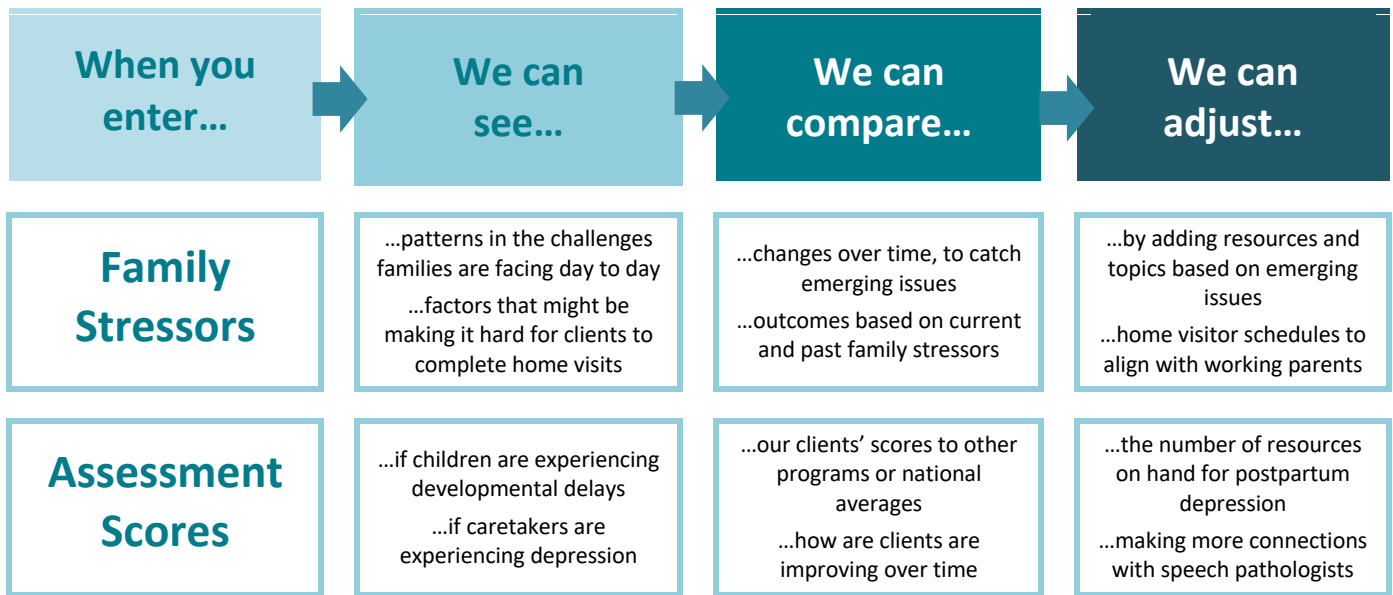 When you
enter…
We can
see…
We can
compare…
We can
adjust…
Family
Stressors
…patterns in the challenges
families are facing day to day
…factors that might be
making it hard for clients to
complete home visits
…changes over time, to catch
emerging issues
…outcomes based on current
and past family stressors
…by adding resources and
topics based on emerging
issues
…home visitor schedules to
align with working parents
Assessment
Scores
…if children are experiencing
developmental delays
…if caretakers are
experiencing depression
…our clients’ scores to other
programs or national
averages
…how are clients are
improving over time
…the number of resources
on hand for postpartum
depression
…making more connections
with speech pathologists